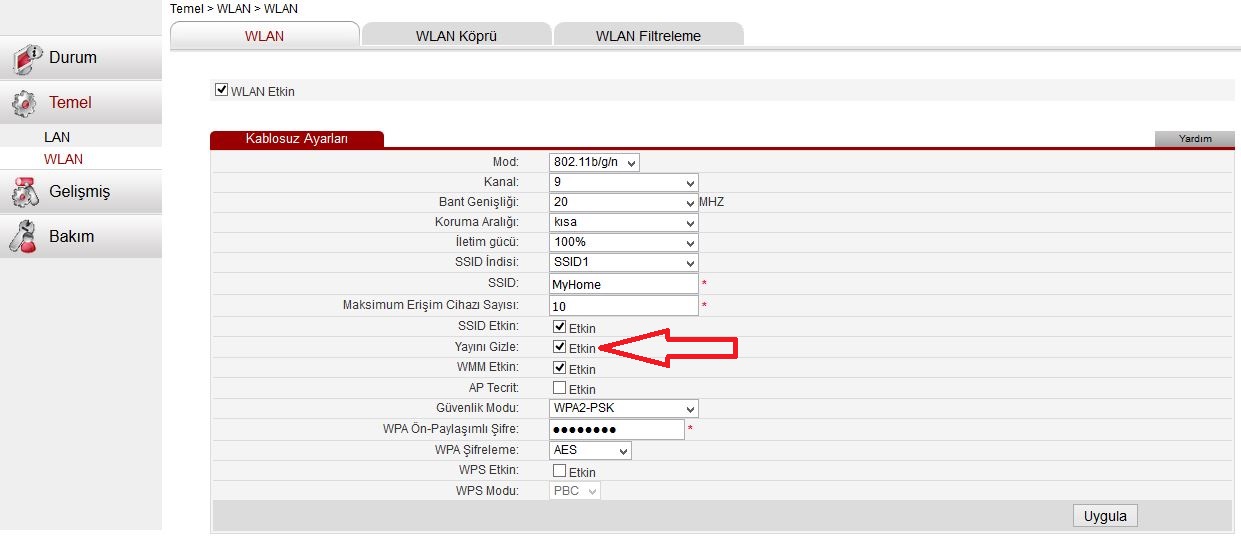 Temel > WLAN > WLAN
WLAN
WLAN Köprü
WLAN Filtreleme
Durum
Temel
LAN
WLAN
Gelişmiş
Bakım
WLAN Etkin
Kablosuz Ayarları
Yardım
Mod: 802.11b/g/n
Kanal: 9
Bant Genişliği: 20 MHZ
Koruma Aralığı: kısa
İletim gücü: 100%
SSID İndisi: SSID1
SSID: MyHome *
Maksimum Erişim Cihazı Sayısı: 10 *
SSID Etkin: Etkin
Yayını Gizle: Etkin
WMM Etkin: Etkin
AP Tecrit: Etkin
Güvenlik Modu: WPA2-PSK
WPA Ön-Paylaşımlı Şifre: ●●●●●●●● *
WPA Şifreleme: AES
WPS Etkin: Etkin
WPS Modu: PBC
Uygula